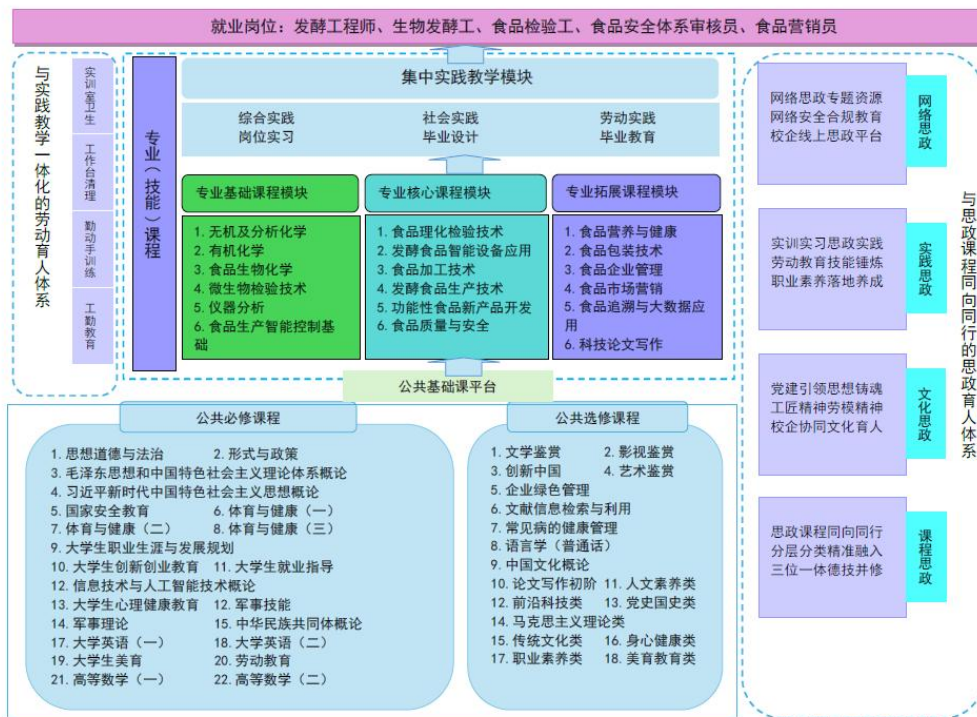 就业岗位：发酵工程师、生物发酵工、食品检验工、食品安全体系审核员、食品营销员
与实践教学一体化的劳动育人体系
实训室卫生
工作台清理
勤动手训练
工勤教育
专业（技能）课程
集中实践教学模块
综合实践 社会实践 劳动实践
岗位实习 毕业设计 毕业教育
专业基础课程模块
1. 无机及分析化学
2. 有机化学
3. 食品生物化学
4. 微生物检验技术
5. 仪器分析
6. 食品生产智能控制基
础
专业核心课程模块
1. 食品理化检验技术
2. 发酵食品智能设备应用
3. 食品加工技术
4. 发酵食品生产技术
5. 功能性食品新产品开发
6. 食品质量与安全
专业拓展课程模块
1. 食品营养与健康
2. 食品包装技术
3. 食品企业管理
4. 食品市场营销
5. 食品追溯与大数据应
用
6. 科技论文写作
公共基础课平台
公共必修课程
1. 思想道德与法治 2. 形式与政策
3. 毛泽东思想和中国特色社会主义理论体系概论
4. 习近平新时代中国特色社会主义思想概论
5. 国家安全教育 6. 体育与健康（一）
7. 体育与健康（二） 8. 体育与健康（三）
9. 大学生职业生涯与发展规划
10. 大学生创新创业教育 11. 大学生就业指导
12. 信息技术与人工智能技术概论
13. 大学生心理健康教育 12. 军事技能
14. 军事理论 15. 中华民族共同体概论
17. 大学英语（一） 18. 大学英语（二）
19. 大学生美育 20. 劳动教育
21. 高等数学（一） 22. 高等数学（二）
公共选修课程
1. 文学鉴赏 2. 影视鉴赏
3. 创新中国 4. 艺术鉴赏
5. 企业绿色管理
6. 文献信息检索与利用
7. 常见病的健康管理
8. 语言学（普通话）
9. 中国文化概论
10. 论文写作初阶 11. 人文素养类
12. 前沿科技类 13. 党史国史类
14. 马克思主义理论类
15. 传统文化类 16. 身心健康类
17. 职业素养类 18. 美育教育类
网络思政专题资源
网络安全合规教育
校企线上思政平台
网络思政
实训实习思政实践
劳动教育技能锤炼
职业素养落地养成
实践思政
党建引领思想铸魂
工匠精神劳模精神
校企协同文化育人
文化思政
思政课程同向同行
分层分类精准融入
三位一体德技并修
课程思政
与思政课程同向同行的思政育人体系